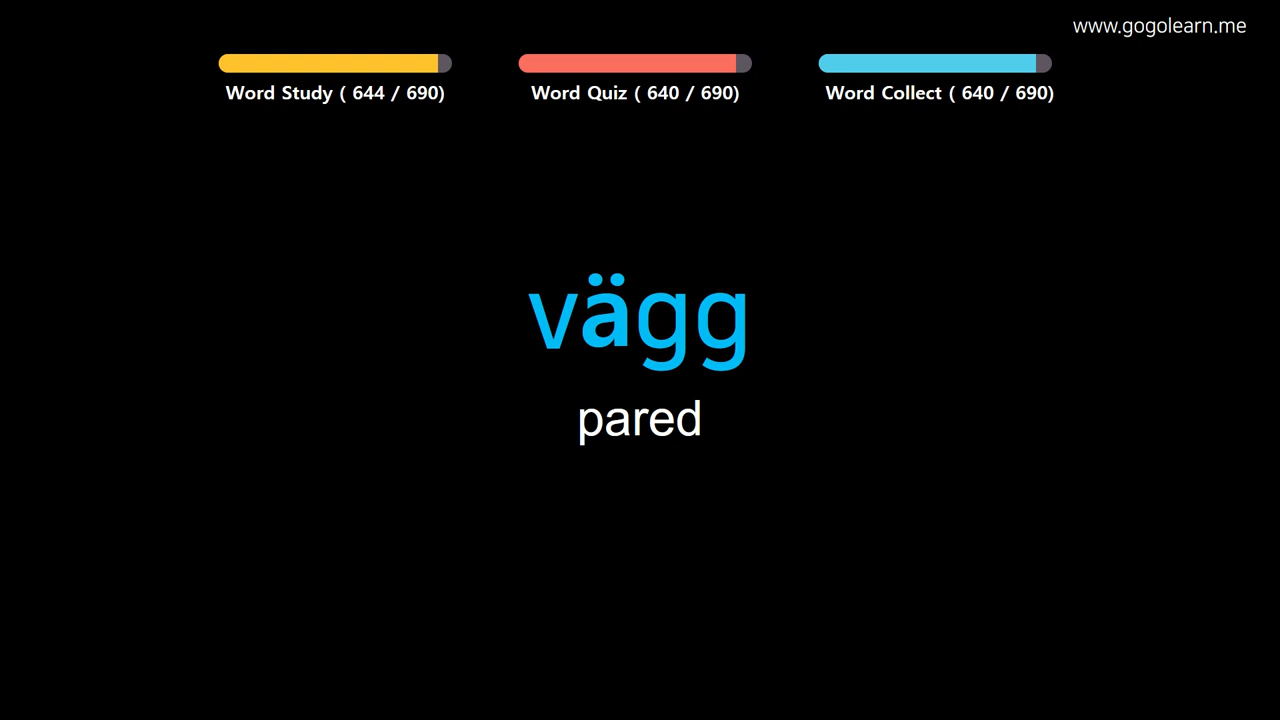 www.gogolearn.me
Word Study ( 644 / 690)
Word Quiz ( 640 / 690)
Word Collect ( 640 / 690)
vägg
pared